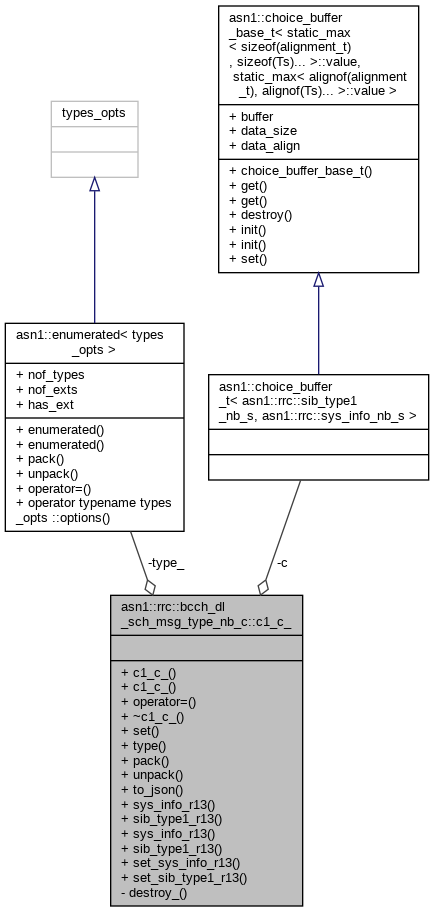 asn1::choice_buffer
_base_t< static_max
< sizeof(alignment_t)
, sizeof(Ts)... >::value,
static_max< alignof(alignment
_t), alignof(Ts)... >::value >
+ buffer
+ data_size
+ data_align
+ choice_buffer_base_t()
+ get()
+ get()
+ destroy()
+ init()
+ init()
+ set()
types_opts
asn1::enumerated< types
_opts >
+ nof_types
+ nof_exts
+ has_ext
+ enumerated()
+ enumerated()
+ pack()
+ unpack()
+ operator=()
+ operator typename types
_opts ::options()
asn1::choice_buffer
_t< asn1::rrc::sib_type1
_nb_s, asn1::rrc::sys_info_nb_s >
-type_
-c
asn1::rrc::bcch_dl
_sch_msg_type_nb_c::c1_c_
+ c1_c_()
+ c1_c_()
+ operator=()
+ ~c1_c_()
+ set()
+ type()
+ pack()
+ unpack()
+ to_json()
+ sys_info_r13()
+ sib_type1_r13()
+ sys_info_r13()
+ sib_type1_r13()
+ set_sys_info_r13()
+ set_sib_type1_r13()
- destroy_()